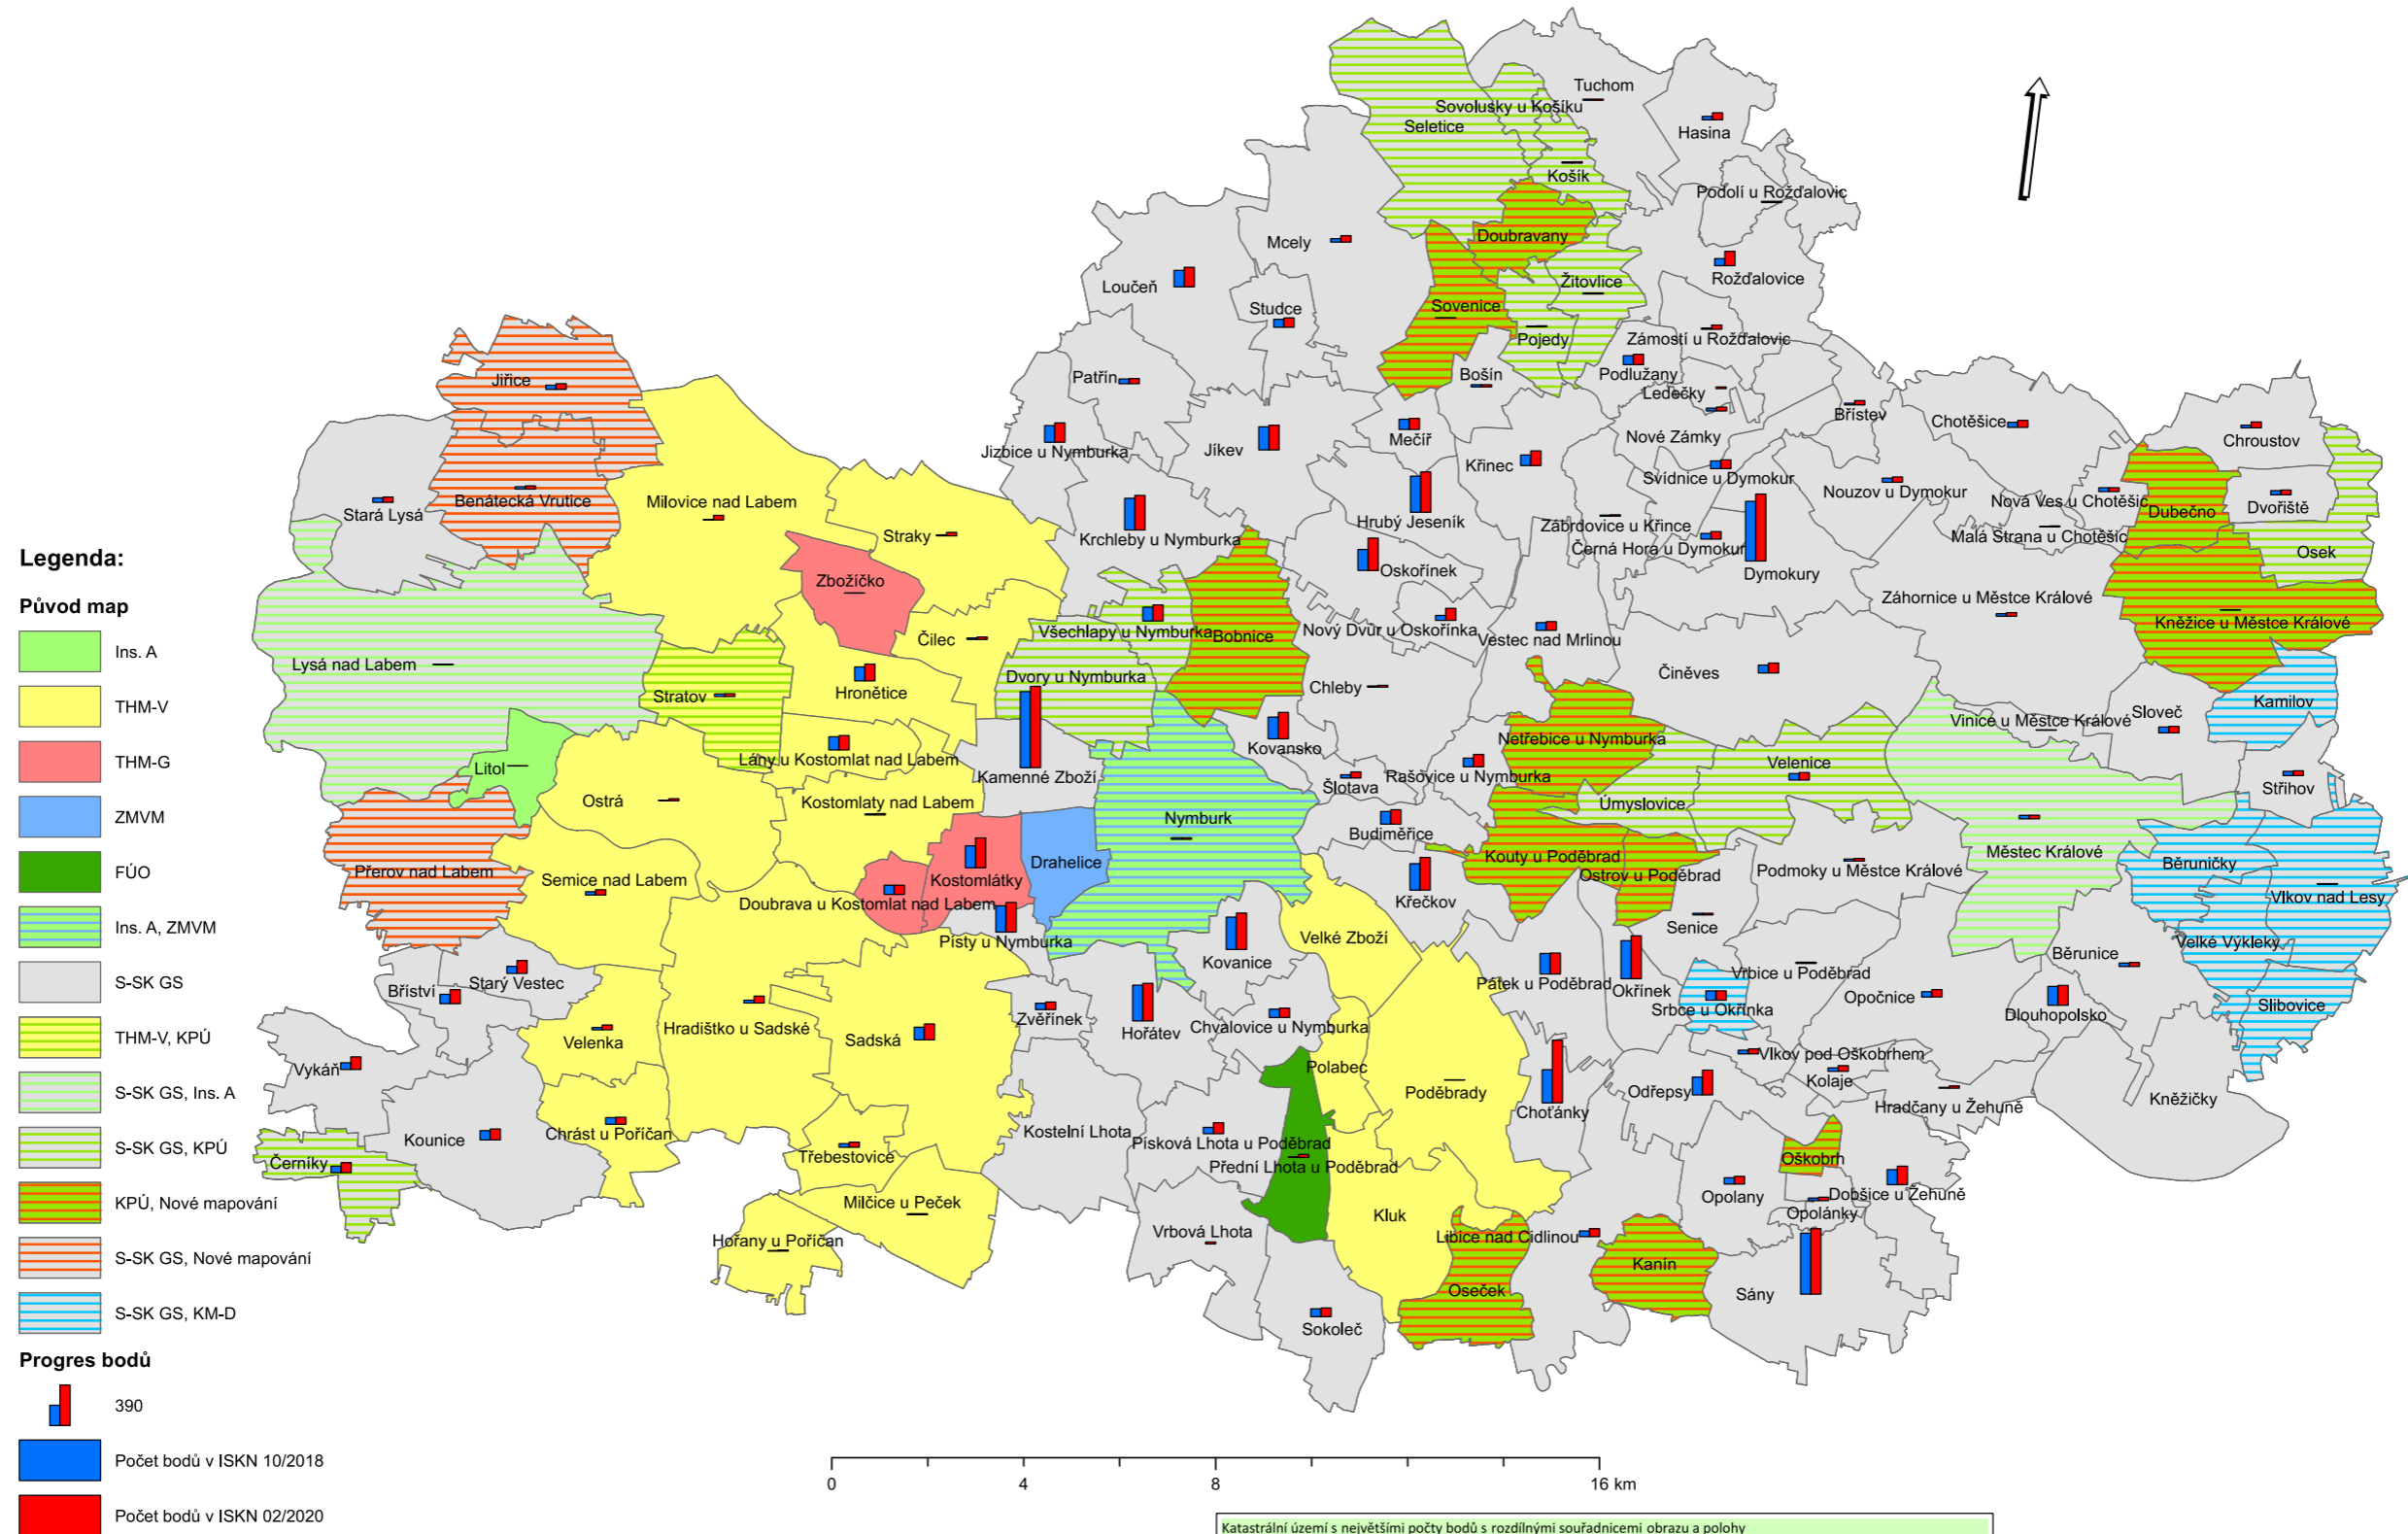 Tuchom
Sovolusky u Košíku
Seletice
Hasina
Košík
Podolí u Rožďalovic
Doubravany
Mcely
Loučeň
Žitovlice
Rožďalovice
Studce
Sovenice
Pojedy
Zámostí u Rožďalovic
Jiřice
Patřín
Bošín
Podlužany
Ledečky
Břístev
Chotěšice
Chroustov
Jizbice u Nymburka
Jíkev
Mečíř
Nové Zámky
Křinec
Svídnice u Dymokur
Nouzov u Dymokur
Nová Ves u Chotěšic
Dvořiště
Dubečno
Benátecká Vrutice
Milovice nad Labem
Stará Lysá
Hrubý Jeseník
Zábrdovice u Křince
Malá Strana u Chotěšic
Straky
Krchleby u Nymburka
Černá Hora u Dymokur
Osek
Legenda:
Oskořínek
Dymokury
Zbožíčko
Původ map
Záhornice u Městce Králové
Ins. A
Čilec
Všechlapy u Nymburka
Bobnice
Nový Dvůr u Oskořínka
Vestec nad Mrlinou
Kněžice u Městce Králové
Lysá nad Labem
Dvory u Nymburka
Činěves
THM-V
Stratov
Hronětice
Chleby
Kamilov
Vinice u Městce Králové
Sloveč
THM-G
Litol
Lány u Kostomlat nad Labem
Kamenné Zboží
Kovansko
Netřebice u Nymburka
Velenice
Šlotava
Rašovice u Nymburka
Střihov
Ostrá
Kostomlaty nad Labem
Úmyslovice
ZMVM
Nymburk
Budiměřice
FÚO
Přerov nad Labem
Semice nad Labem
Kostomlátky
Drahelice
Kouty u Poděbrad
Ostrov u Poděbrad
Podmoky u Městce Králové
Městec Králové
Běruničky
Vlkov nad Lesy
Doubrava u Kostomlat nad Labem
Křečkov
Ins. A, ZMVM
Písty u Nymburka
Velké Zboží
Senice
Velké Výkleky
S-SK GS
Starý Vestec
Kovanice
Pátek u Poděbrad
Okřínek
Vrbice u Poděbrad
Běrunice
Bříství
Opočnice
Slibovice
THM-V, KPÚ
Velenka
Hradištko u Sadské
Sadská
Zvěřínek
Hořátev
Chvalovice u Nymburka
Srbce u Okřínka
Dlouhopolsko
Vykáň
Polabec
Vlkov pod Oškobrhem
Kolaje
S-SK GS, Ins. A
Poděbrady
Choťánky
Odřepsy
Hradčany u Žehuně
Kněžičky
Kounice
Chrást u Poříčan
Kostelní Lhota
Písková Lhota u Poděbrad
S-SK GS, KPÚ
Černíky
Třebestovice
Přední Lhota u Poděbrad
Oškobrh
KPÚ, Nové mapování
Milčice u Peček
Opolany
Dobšice u Žehuně
Opolánky
Kluk
Hořany u Poříčan
Vrbová Lhota
Libice nad Cidlinou
S-SK GS, Nové mapování
Kanín
Oseček
Sány
S-SK GS, KM-D
Sokoleč
Progres bodů
390
Počet bodů v ISKN 10/2018
0 4 8 16 km
Počet bodů v ISKN 02/2020
Katastrální území s největšími počty bodů s rozdílnými souřadnicemi obrazu a polohy